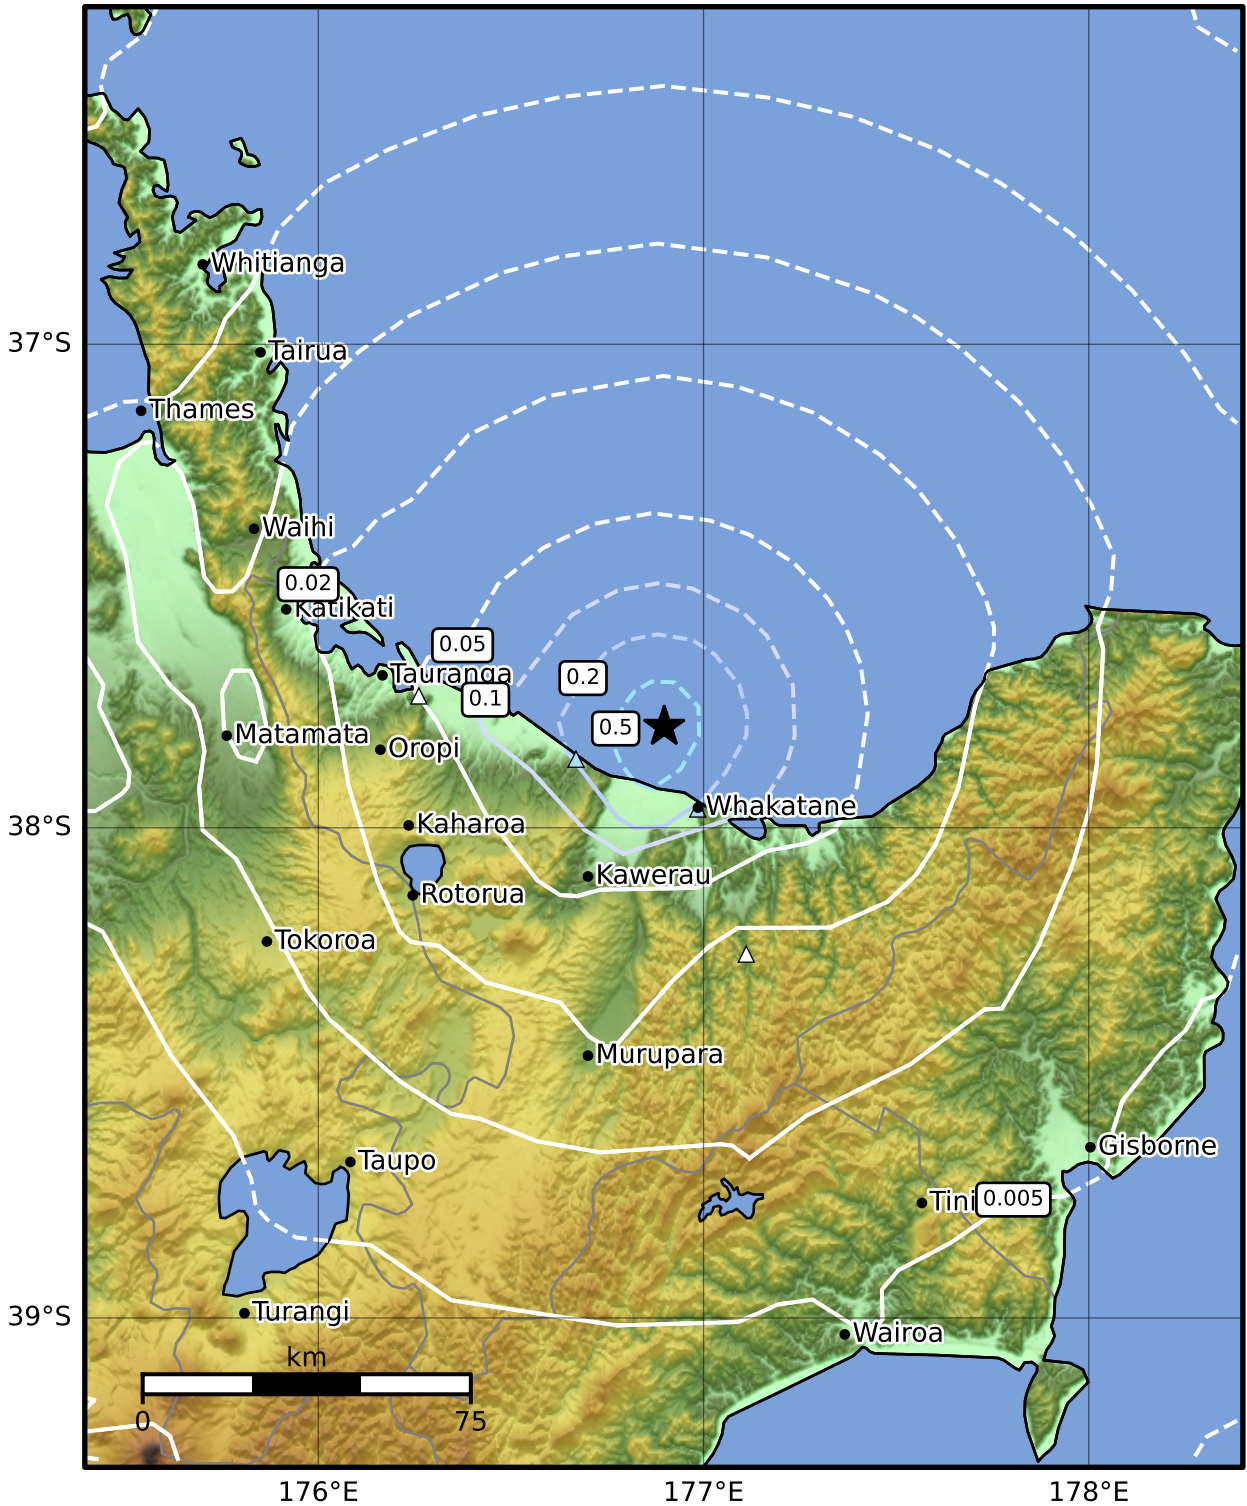 Whitianga
37°S
Tairua
Thames
Waihi
0.02
Katikati
0.05
Tauranga
0.2
0.1
0.5
Matamata
Oropi
Whakatane
38°S
Kaharoa
Kawerau
Rotorua
Tokoroa
Murupara
Gisborne
Taupo
Tini
0.005
Turangi
39°S
Wairoa
km
0
75
176°E
177°E
178°E